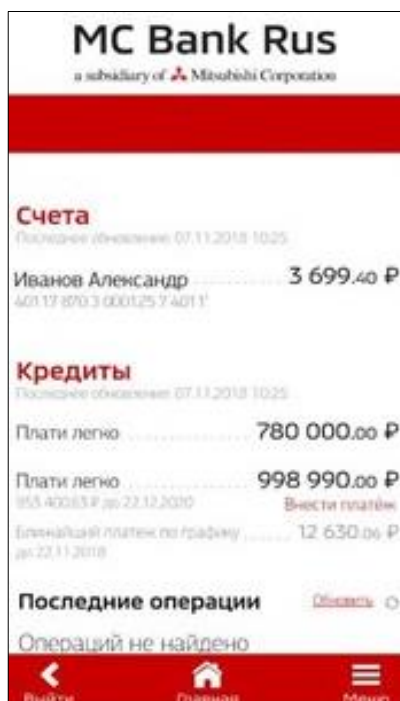 MC Bank Rus
a subsidiary of Mitsubishi Corporation
Счета
Последнее обновление: 07.11.2018 10:25
Иванов Александр 3 699.40 ₽
Кредиты
Последнее обновление: 07.11.2018 10:25
Плати легко 780 000.00 ₽
Плати легко 998 990.00 ₽
до 22.12.2020 Внести платёж
Ближайший платеж по графику 12 630.06 ₽
до 22.11.2018
Последние операции Обновить
Операций не найдено
Выйти Главная Меню